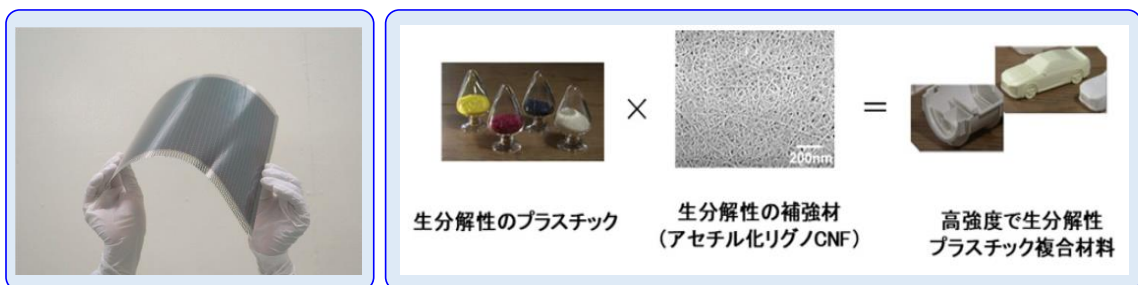 ×
200nm
=
生分解性のプラスチック
生分解性の補強材
(アセチル化リグノCNF)
高強度で生分解性
プラスチック複合材料